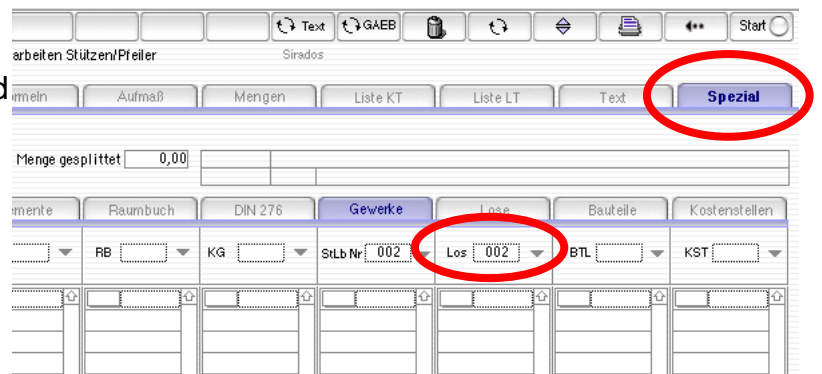 Text GAEB Start
arbeiten Stützen/Pfeiler Sirados
d
rmeln Aufmaß Mengen Liste KT Liste LT Text Spezial
Menge gesplittet 0,00
emente Raumbuch DIN 276 Gewerke Lose Bauteile Kostenstellen
RB KG StLb Nr 002 Los 002 BTL KST